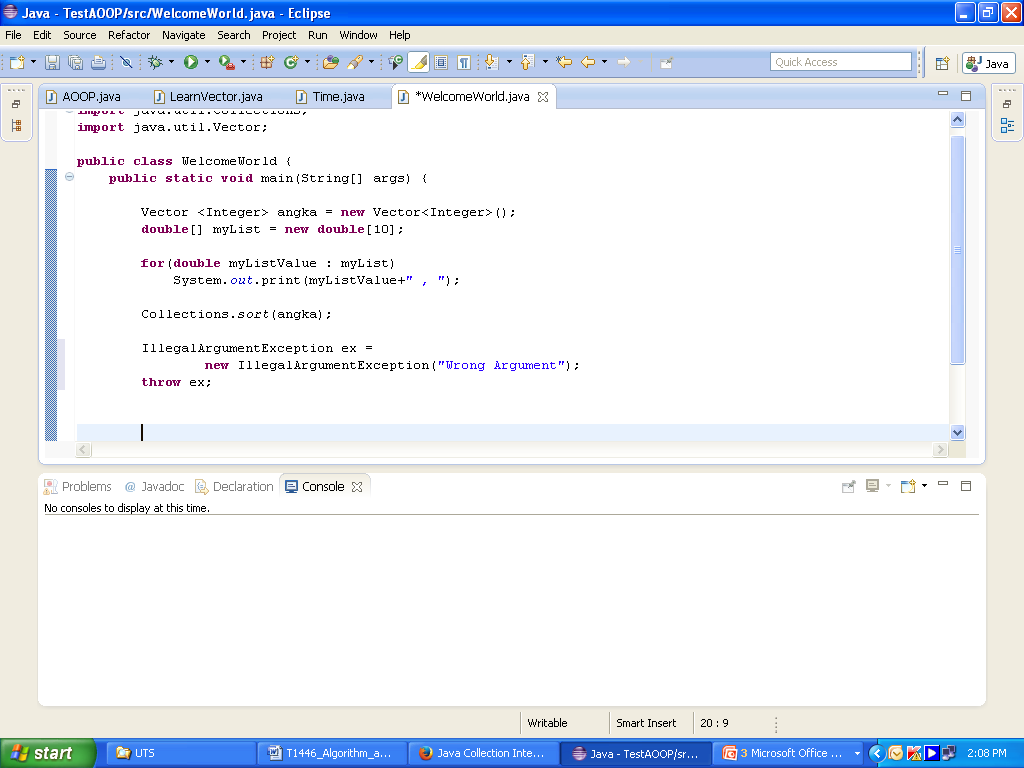 Java - TestAOOP/src/WelcomeWorld.java - Eclipse
File Edit Source Refactor Navigate Search Project Run Window Help
Quick Access
Java
AOOP.java LearnVector.java Time.java *WelcomeWorld.java
import java.util.Collections;
import java.util.Vector;
public class WelcomeWorld {
public static void main(String[] args) {
Vector <Integer> angka = new Vector<Integer>();
double[] myList = new double[10];
for(double myListValue : myList)
System.out.print(myListValue+" , ");
Collections.sort(angka);
IllegalArgumentException ex =
new IllegalArgumentException("Wrong Argument");
throw ex;
Problems @ Javadoc Declaration Console
No consoles to display at this time.
Writable Smart Insert 20 : 9
start UTS T1446_Algorithm_a... Java Collection Inte... Java - TestAOOP/sr... 3 Microsoft Office ... 2:08 PM